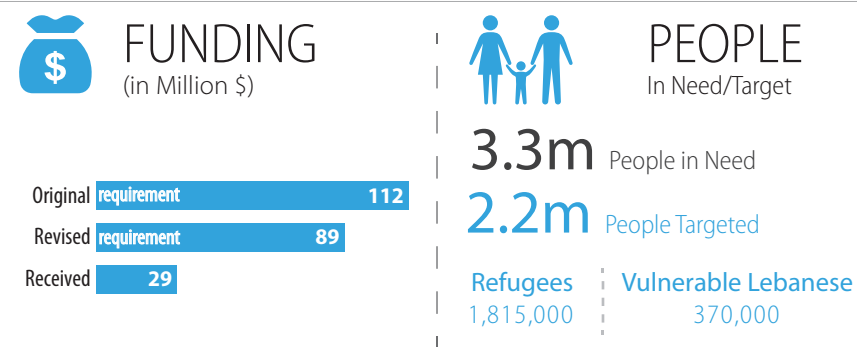 $
FUNDING
(in Million $)
Original requirement 112
Revised requirement 89
Received 29
PEOPLE
In Need/Target
3.3m People in Need
2.2m People Targeted
Refugees
1,815,000
Vulnerable Lebanese
370,000